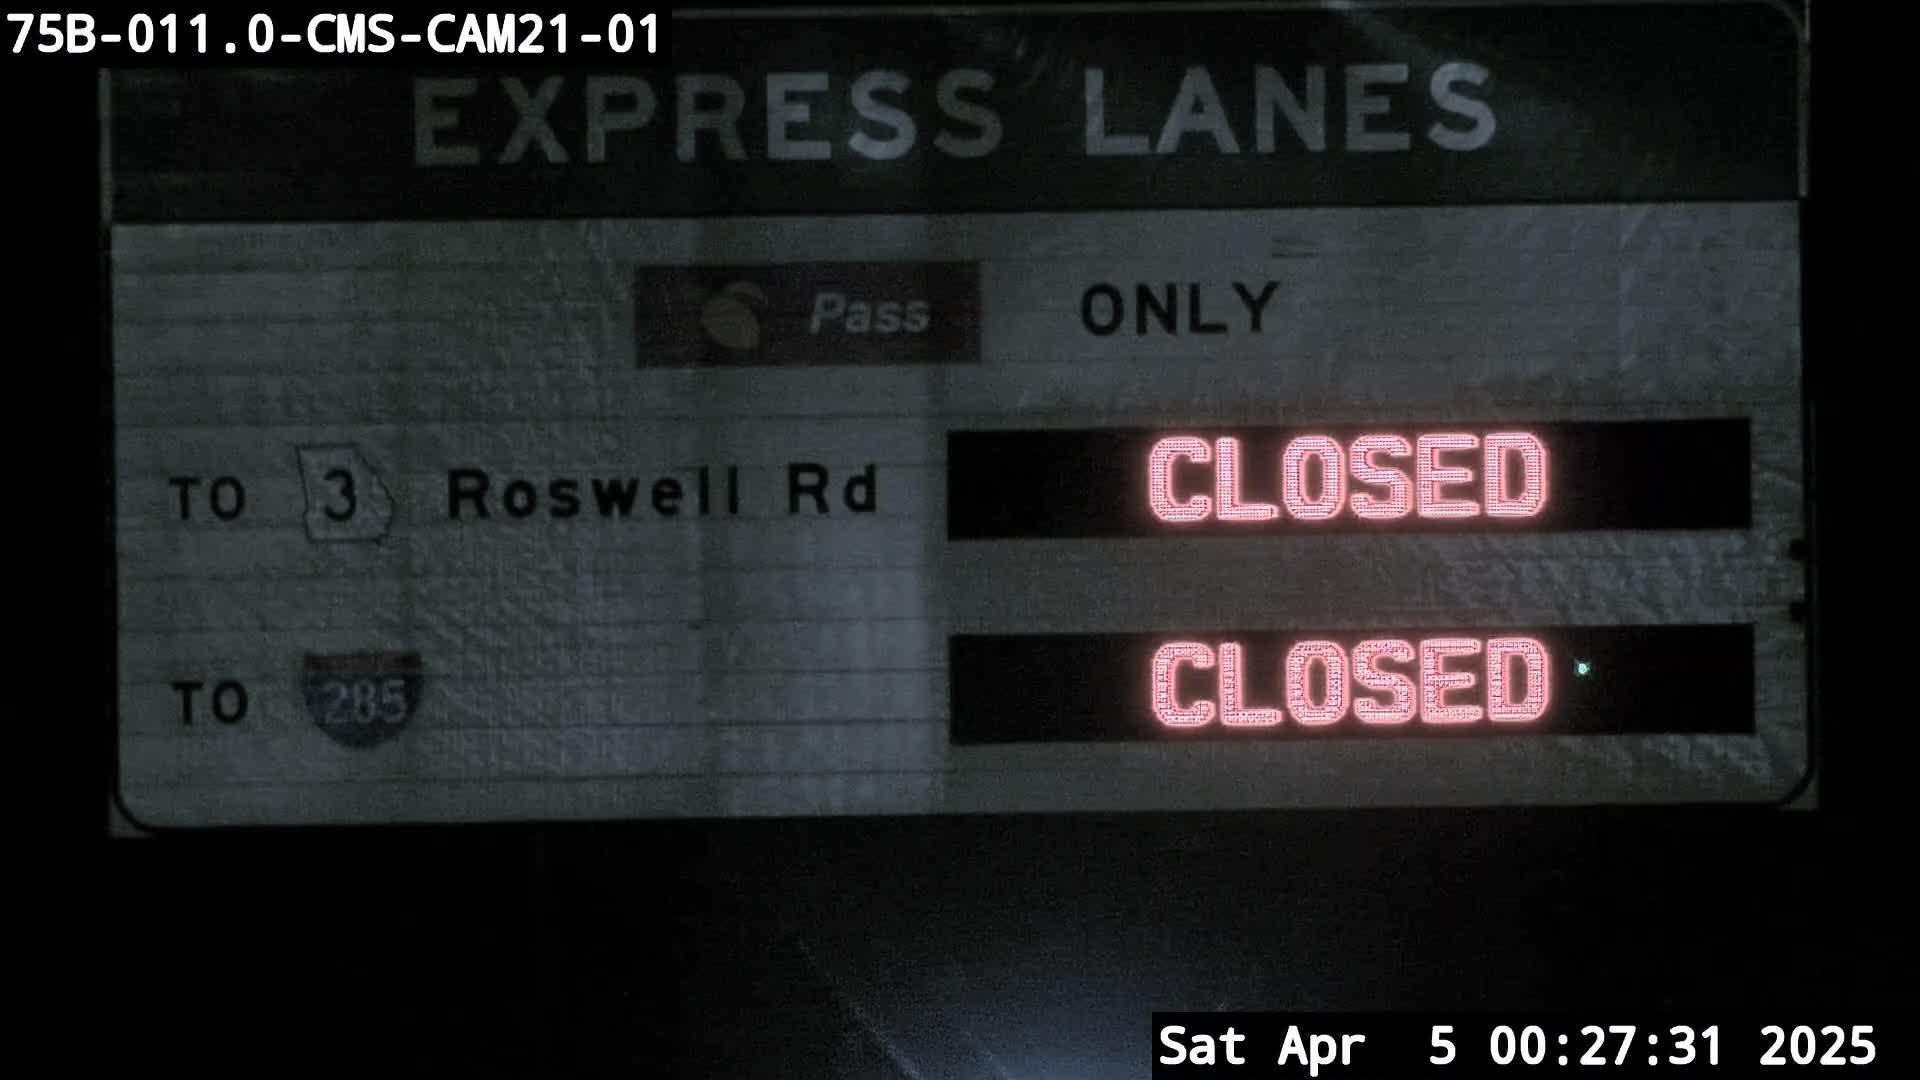 75B-011.0-CMS-CAM21-01
EXPRESS LANES
Pass ONLY
TO 3 Roswell Rd CLOSED
TO 285 CLOSED
Sat Apr 5 00:27:31 2025